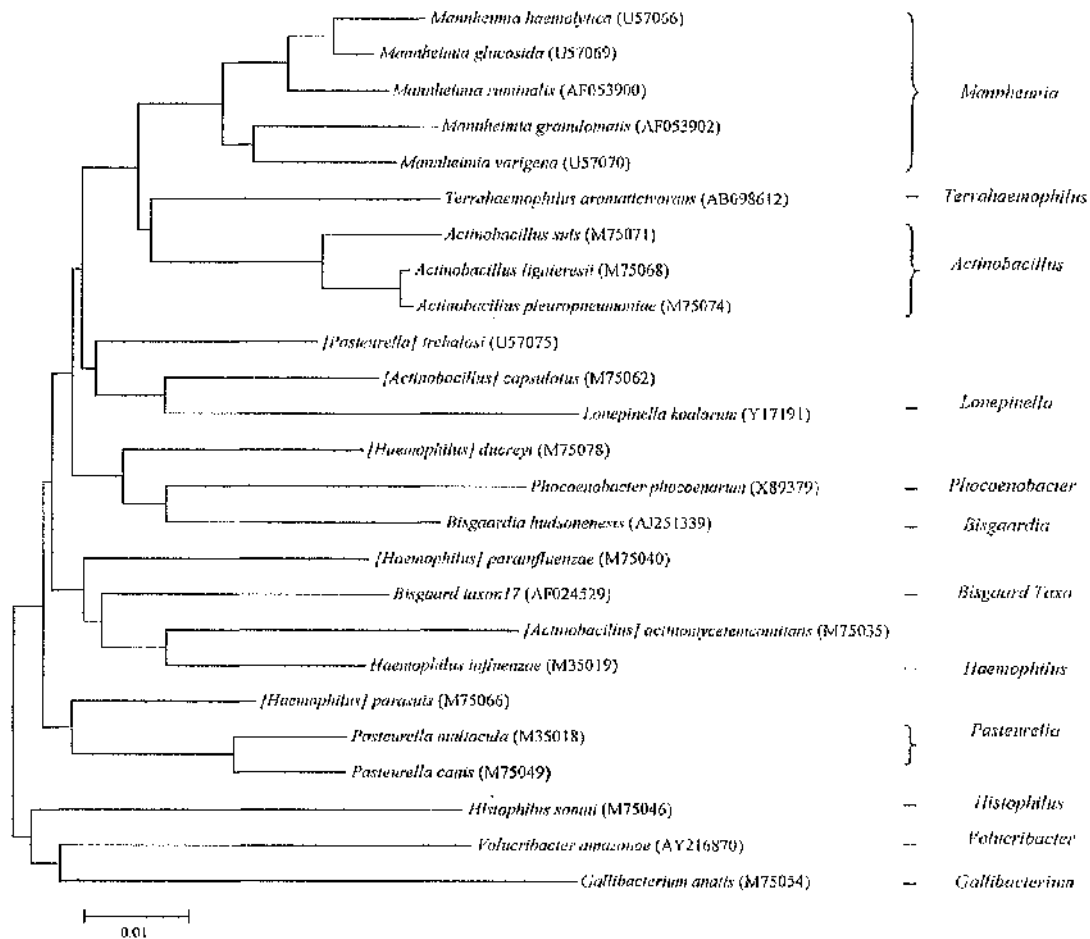 Mannheimia haemolytica (U57066)
Mannheimia glucosida (U57069)
Mannheimia ruminalis (AF053900)
Mannheimia
Mannheimia granulomatis (AF053902)
Mannheimia varigena (U57070)
Terrahaemophilus aromaticivorans (AB098612)
Terrahaemophilus
Actinobacillus suis (M75071)
Actinobacillus
Actinobacillus lignieresii (M75068)
Actinobacillus pleuropneumoniae (M75074)
[Pasteurella] trehalosi (U57075)
[Actinobacillus] capsulatus (M75062)
Lonepinella koalarum (Y17191)
Lonepinella
[Haemophilus] ducreyi (M75078)
Phocoenobacter phocoenarum (X89379)
Phocoenobacter
Bisgaardia hudsonenesis (AJ251339)
Bisgaardia
[Haemophilus] parainfluenzae (M75040)
Bisgaard taxon17 (AF024529)
Bisgaard Taxa
[Actinobacillus] actinomycetemcomitans (M75035)
Haemophilus influenzae (M35019)
Haemophilus
[Haemophilus] parasuis (M75066)
Pasteurella multocida (M35018)
Pasteurella
Pasteurella canis (M75049)
Histophilus somni (M75046)
Histophilus
Volucribacter amazonae (AY216870)
Volucribacter
Gallibacterium anatis (M75054)
Gallibacterium
0.01